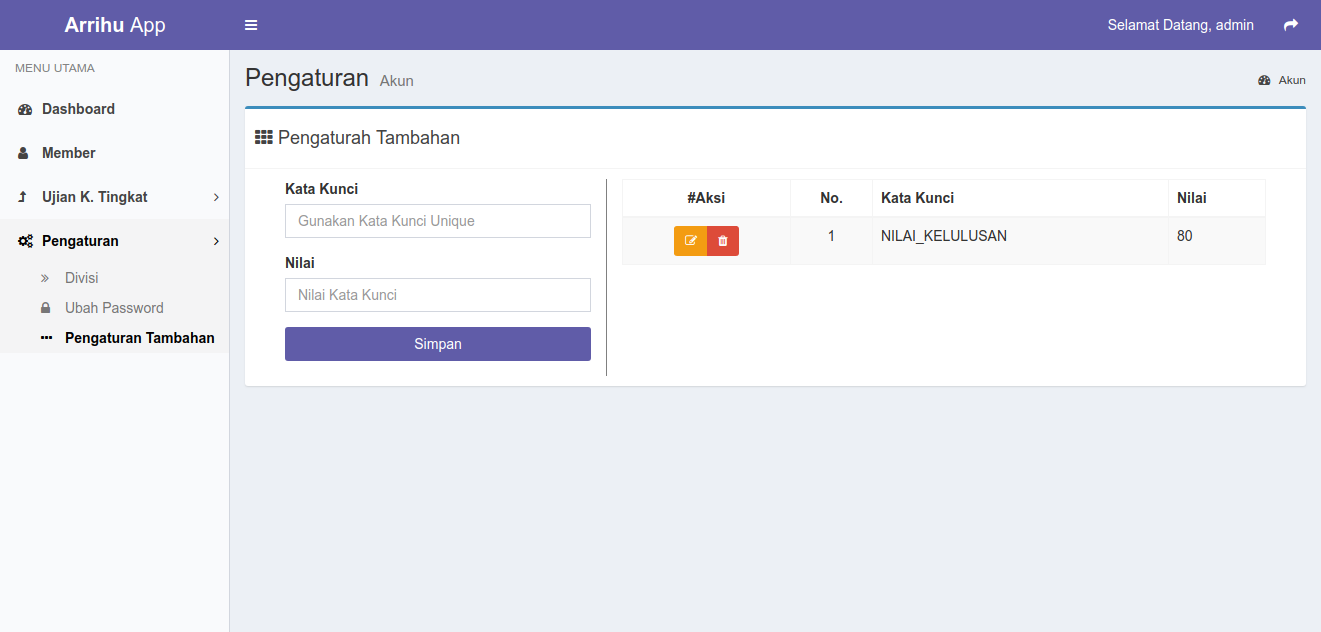 Arrihu App
Selamat Datang, admin
MENU UTAMA
Dashboard
Member
Ujian K. Tingkat
Pengaturan
Divisi
Ubah Password
Pengaturan Tambahan
Pengaturan Akun
Akun
Pengaturah Tambahan
Kata Kunci
Gunakan Kata Kunci Unique
Nilai
Nilai Kata Kunci
Simpan
#Aksi No. Kata Kunci Nilai
1 NILAI_KELULUSAN 80